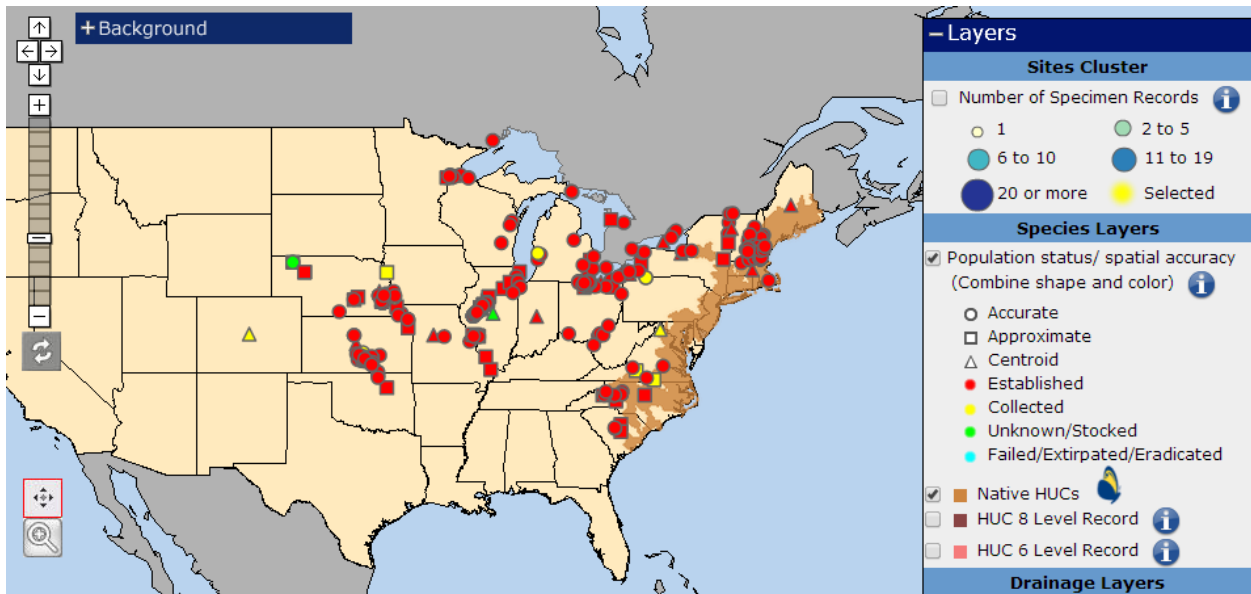 +Background
− Layers
Sites Cluster
Number of Specimen Records i
1 2 to 5
6 to 10 11 to 19
20 or more Selected
Species Layers
Population status/ spatial accuracy
(Combine shape and color) i
Accurate
Approximate
Centroid
Established
Collected
Unknown/Stocked
Failed/Extirpated/Eradicated
Native HUCs
HUC 8 Level Record i
HUC 6 Level Record i
Drainage Layers